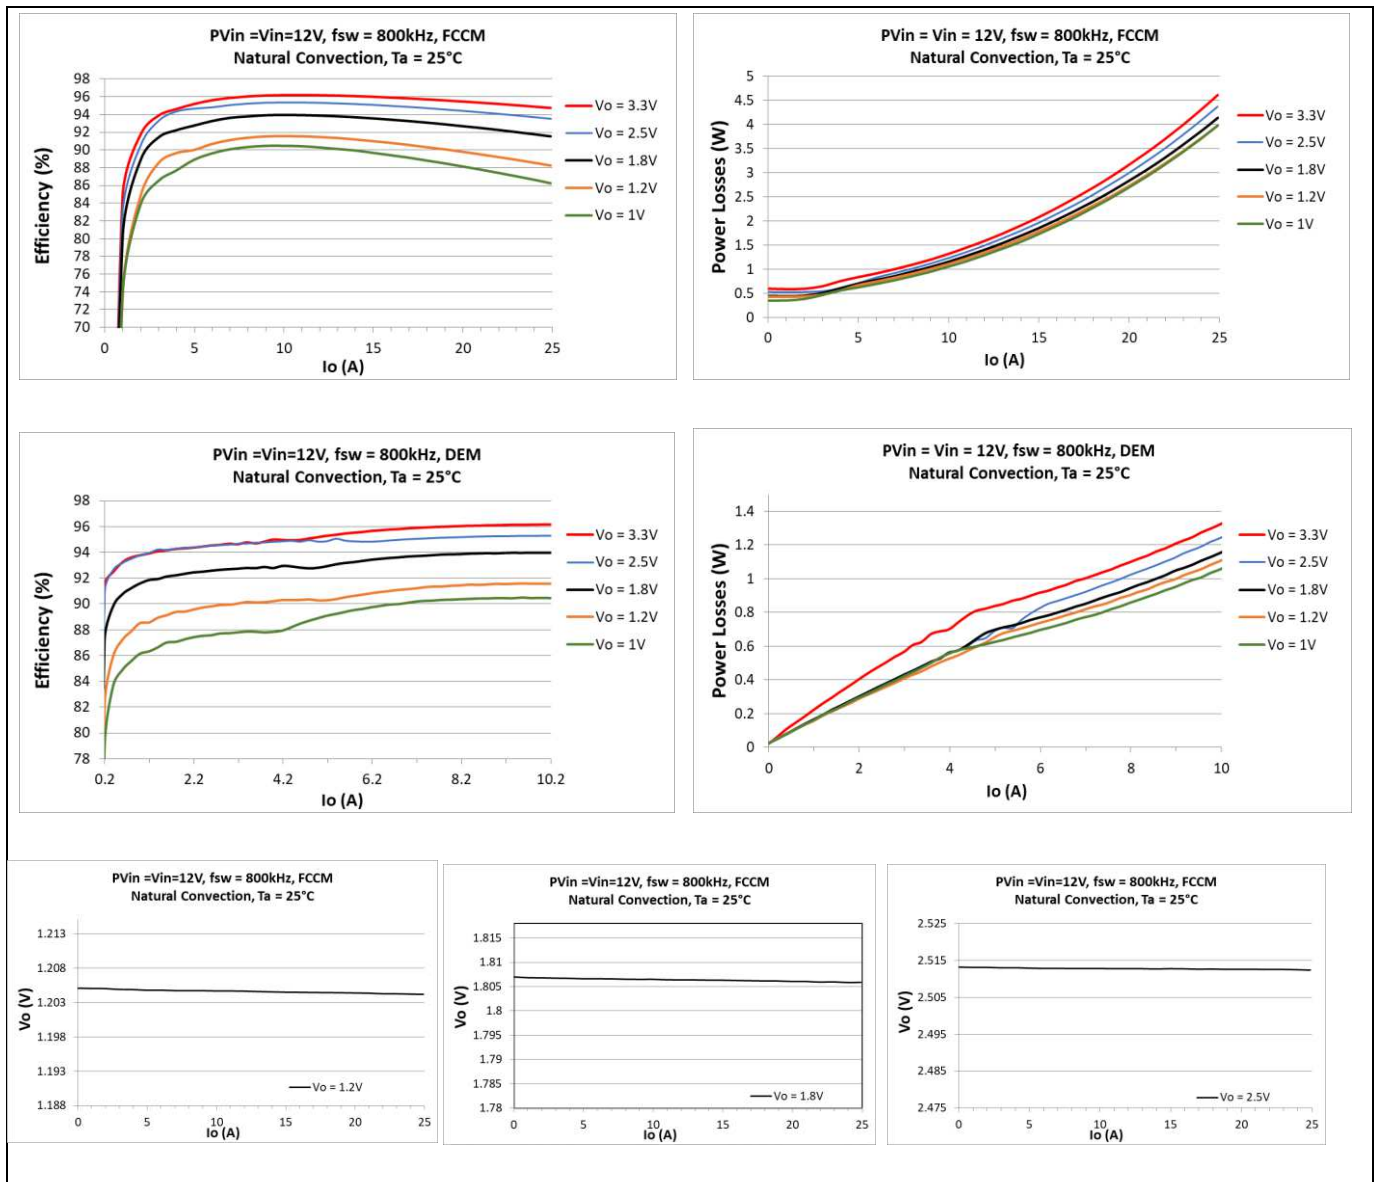 PVin =Vin=12V, fsw = 800kHz, FCCM
Natural Convection, Ta = 25°C
Efficiency (%)
98
96
94
92
90
88
86
84
82
80
78
76
74
72
70
0 5 10 15 20 25
Io (A)
Vo = 3.3V
Vo = 2.5V
Vo = 1.8V
Vo = 1.2V
Vo = 1V
PVin = Vin = 12V, fsw = 800kHz, FCCM
Natural Convection, Ta = 25°C
Power Losses (W)
5
4.5
4
3.5
3
2.5
2
1.5
1
0.5
0
0 5 10 15 20 25
Io (A)
Vo = 3.3V
Vo = 2.5V
Vo = 1.8V
Vo = 1.2V
Vo = 1V
PVin =Vin=12V, fsw = 800kHz, DEM
Natural Convection, Ta = 25°C
Efficiency (%)
98
96
94
92
90
88
86
84
82
80
78
0.2 2.2 4.2 6.2 8.2 10.2
Io (A)
Vo = 3.3V
Vo = 2.5V
Vo = 1.8V
Vo = 1.2V
Vo = 1V
PVin = Vin = 12V, fsw = 800kHz, DEM
Natural Convection, Ta = 25°C
Power Losses (W)
1.4
1.2
1
0.8
0.6
0.4
0.2
0
0 2 4 6 8 10
Io (A)
Vo = 3.3V
Vo = 2.5V
Vo = 1.8V
Vo = 1.2V
Vo = 1V
PVin =Vin=12V, fsw = 800kHz, FCCM
Natural Convection, Ta = 25°C
Vo (V)
1.213
1.208
1.203
1.198
1.193
1.188
Vo = 1.2V
0 5 10 15 20 25
Io (A)
PVin =Vin=12V, fsw = 800kHz, FCCM
Natural Convection, Ta = 25°C
Vo (V)
1.815
1.81
1.805
1.8
1.795
1.79
1.785
1.78
Vo = 1.8V
0 5 10 15 20 25
Io (A)
PVin =Vin=12V, fsw = 800kHz, FCCM
Natural Convection, Ta = 25°C
Vo (V)
2.525
2.515
2.505
2.495
2.485
2.475
Vo = 2.5V
0 5 10 15 20 25
Io (A)